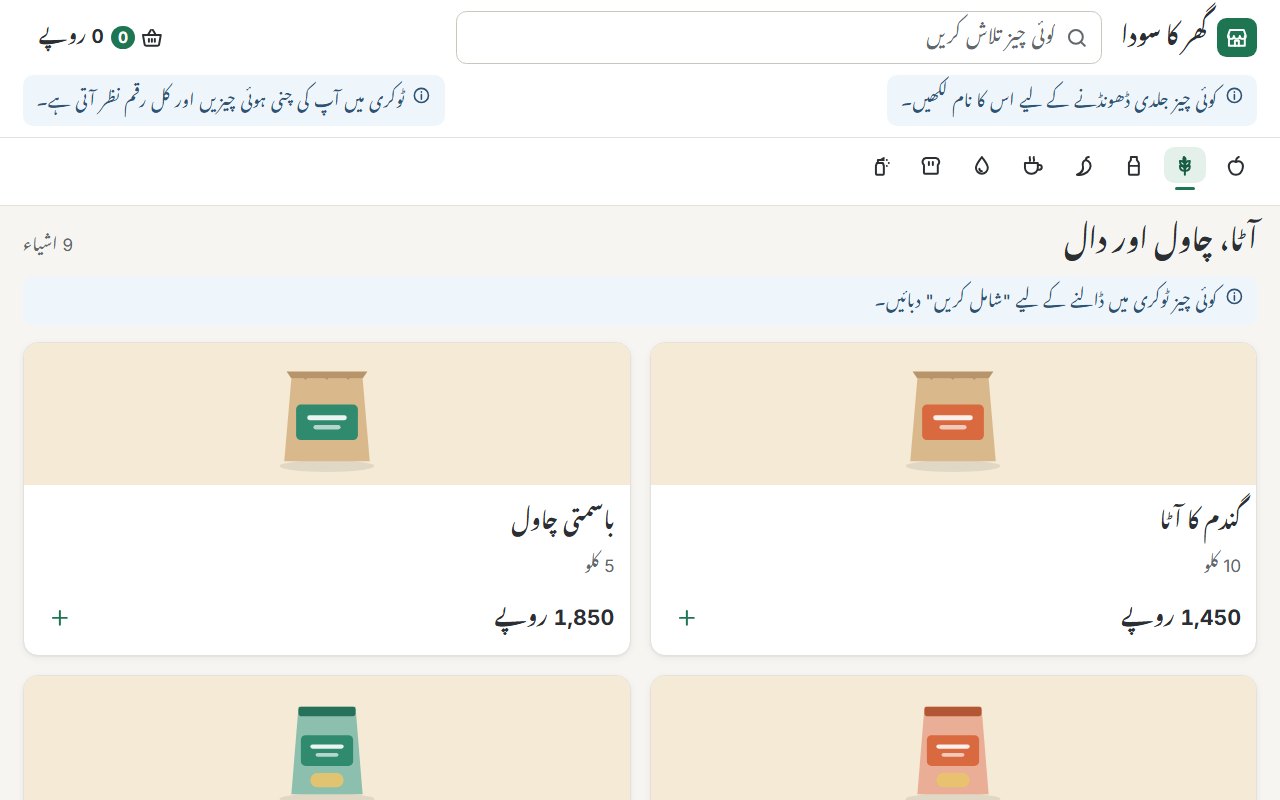 گھر کا سودا
کوئی چیز تلاش کریں
0 0 روپے
کوئی چیز جلدی ڈھونڈنے کے لیے اس کا نام لکھیں۔
ٹوکری میں آپ کی چنی ہوئی چیزیں اور کل رقم نظر آتی ہے۔
آٹا، چاول اور دال
9 اشیاء
کوئی چیز ٹوکری میں ڈالنے کے لیے "شامل کریں" دبائیں۔
گندم کا آٹا
10 کلو
1,450 روپے
باسمتی چاول
5 کلو
1,850 روپے